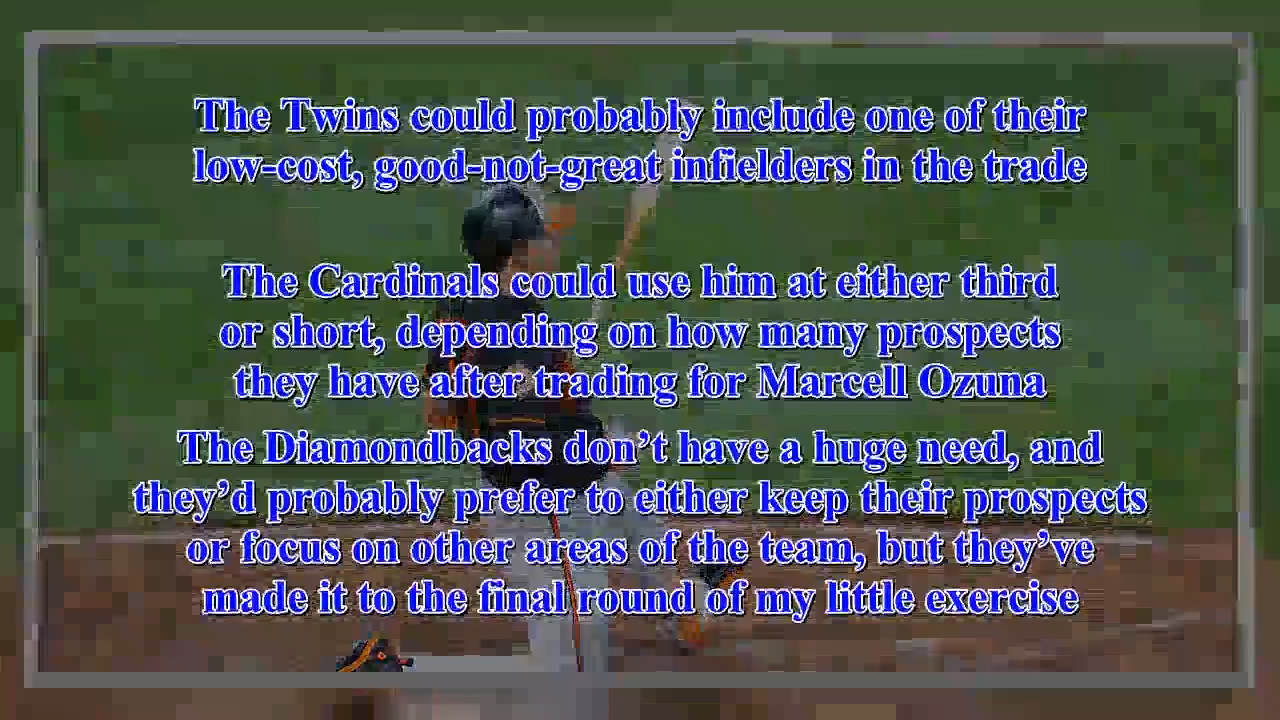 The Twins could probably include one of their
low-cost, good-not-great infielders in the trade
The Cardinals could use him at either third
or short, depending on how many prospects
they have after trading for Marcell Ozuna
The Diamondbacks don’t have a huge need, and
they’d probably prefer to either keep their prospects
or focus on other areas of the team, but they’ve
made it to the final round of my little exercise